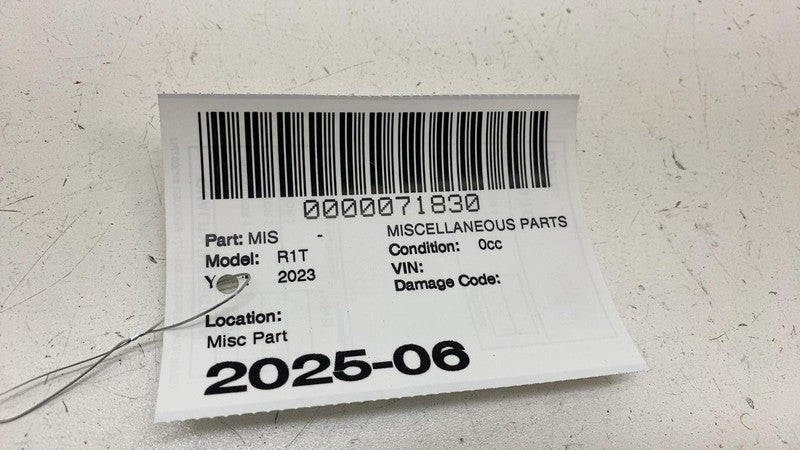 0000071830
Part: MIS - MISCELLANEOUS PARTS
Model: R1T Condition: 0cc
Y 2023 VIN:
Damage Code:
Location:
Misc Part
2025-06